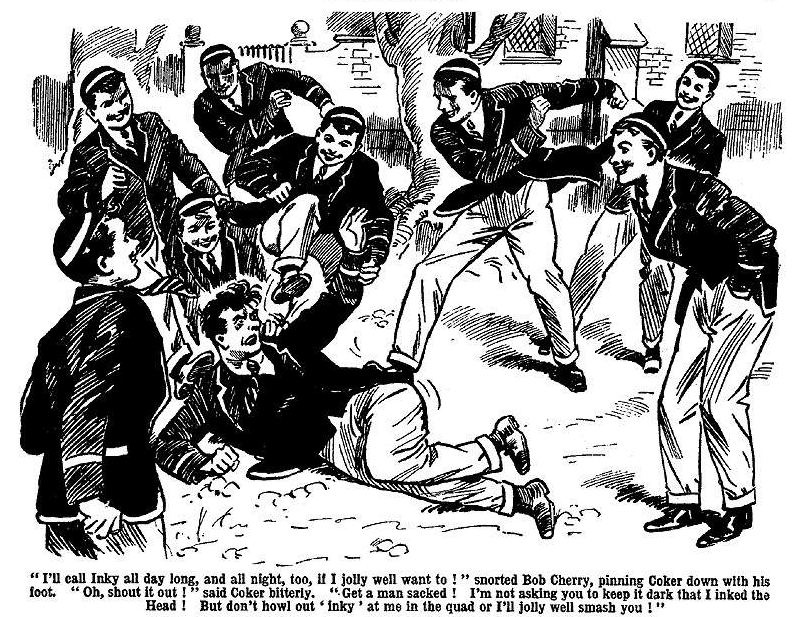 “ I'll call Inky all day long, and all night, too, if I jolly well want to ! ” snorted Bob Cherry, pinning Coker down with his
foot. “ Oh, shout it out ! ” said Coker bitterly. “ Get a man sacked ! I'm not asking you to keep it dark that I inked the
Head ! But don't howl out ‘ Inky ’ at me in the quad or I'll jolly well smash you ! ”